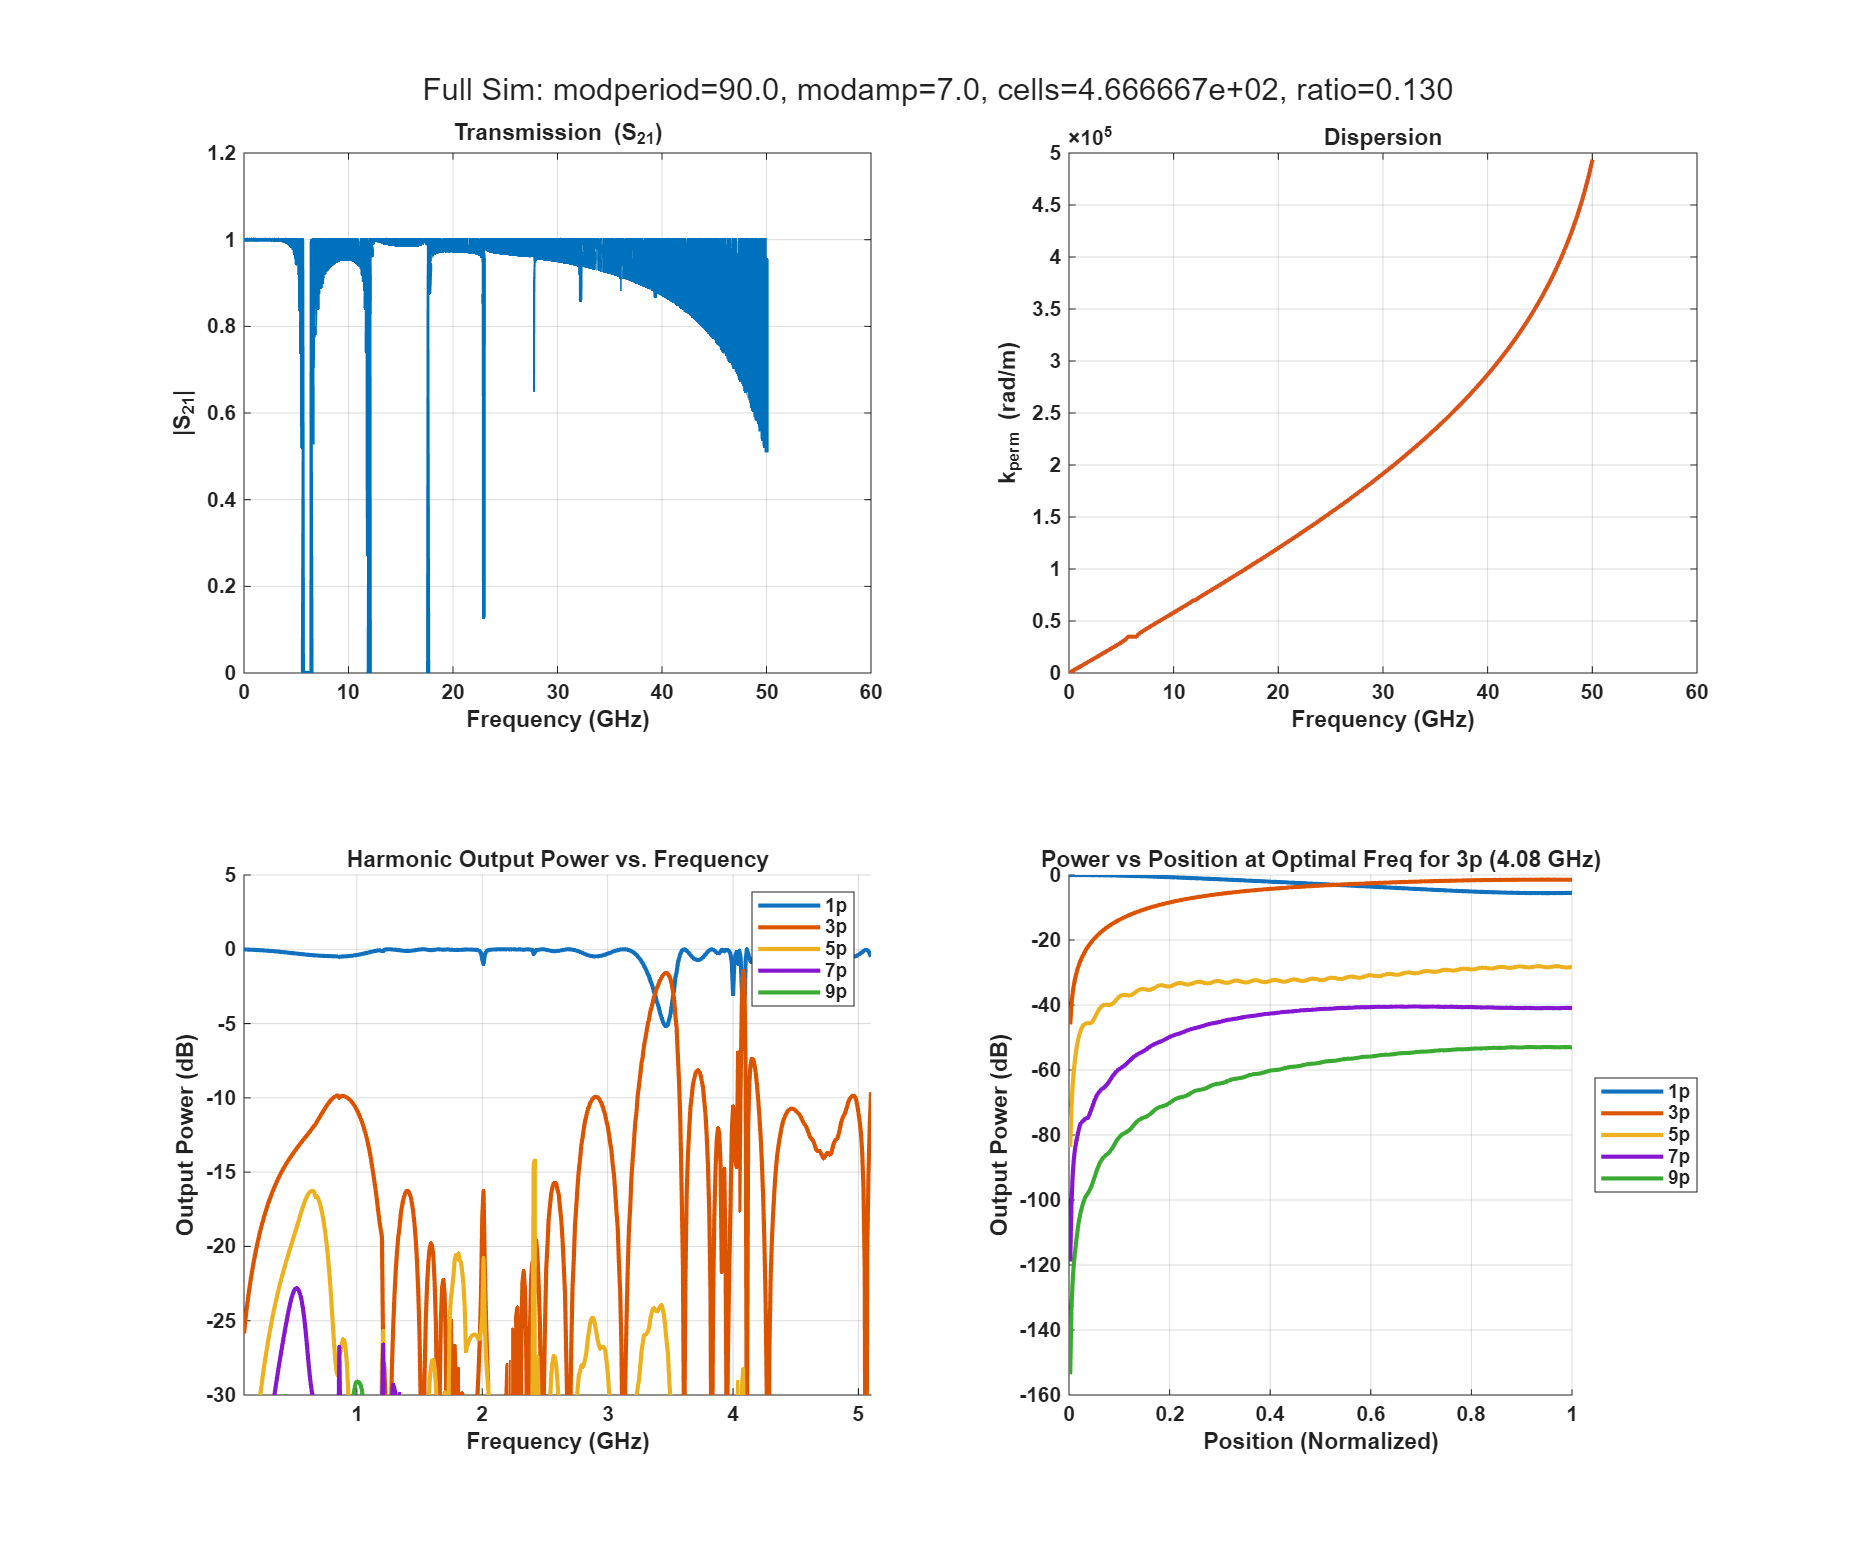 Full Sim: modperiod=90.0, modamp=7.0, cells=4.666667e+02, ratio=0.130
Transmission (S21)
1.2
1
0.8
0.6
0.4
0.2
0
|S21|
0 10 20 30 40 50 60
Frequency (GHz)
×10^5
Dispersion
5
4.5
4
3.5
3
2.5
2
1.5
1
0.5
0
kperm (rad/m)
0 10 20 30 40 50 60
Frequency (GHz)
Harmonic Output Power vs. Frequency
5
0
-5
-10
-15
-20
-25
-30
Output Power (dB)
1p
3p
5p
7p
9p
1 2 3 4 5
Frequency (GHz)
Power vs Position at Optimal Freq for 3p (4.08 GHz)
0
-20
-40
-60
-80
-100
-120
-140
-160
Output Power (dB)
0 0.2 0.4 0.6 0.8 1
Position (Normalized)
1p
3p
5p
7p
9p